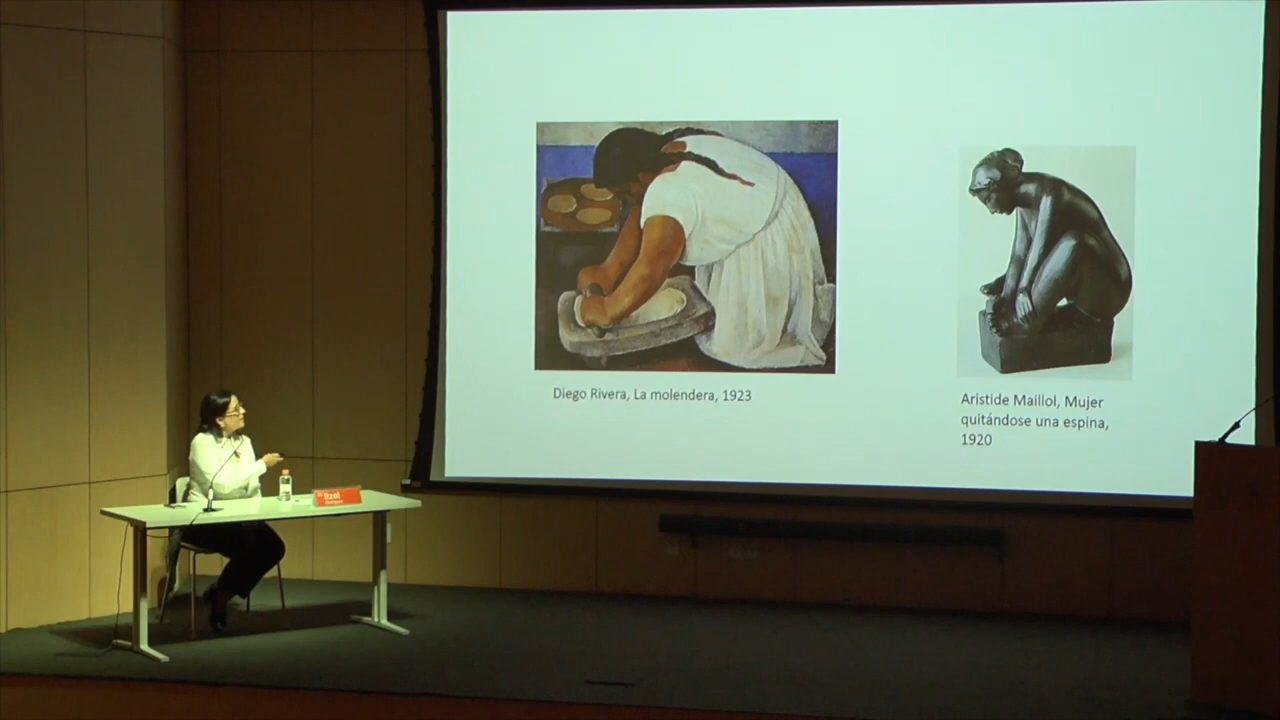 Diego Rivera, La molendera, 1923
Aristide Maillol, Mujer
quitándose una espina,
1920
Itzel